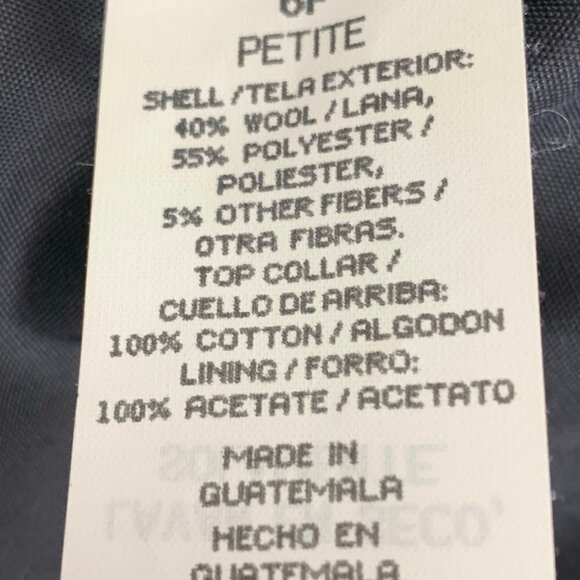 6P
PETITE
SHELL / TELA EXTERIOR:
40% WOOL / LANA,
55% POLYESTER /
POLIESTER,
5% OTHER FIBERS /
OTRA FIBRAS.
TOP COLLAR /
CUELLO DE ARRIBA:
100% COTTON / ALGODON
LINING / FORRO:
100% ACETATE / ACETATO
MADE IN
GUATEMALA
HECHO EN
GUATEMALA